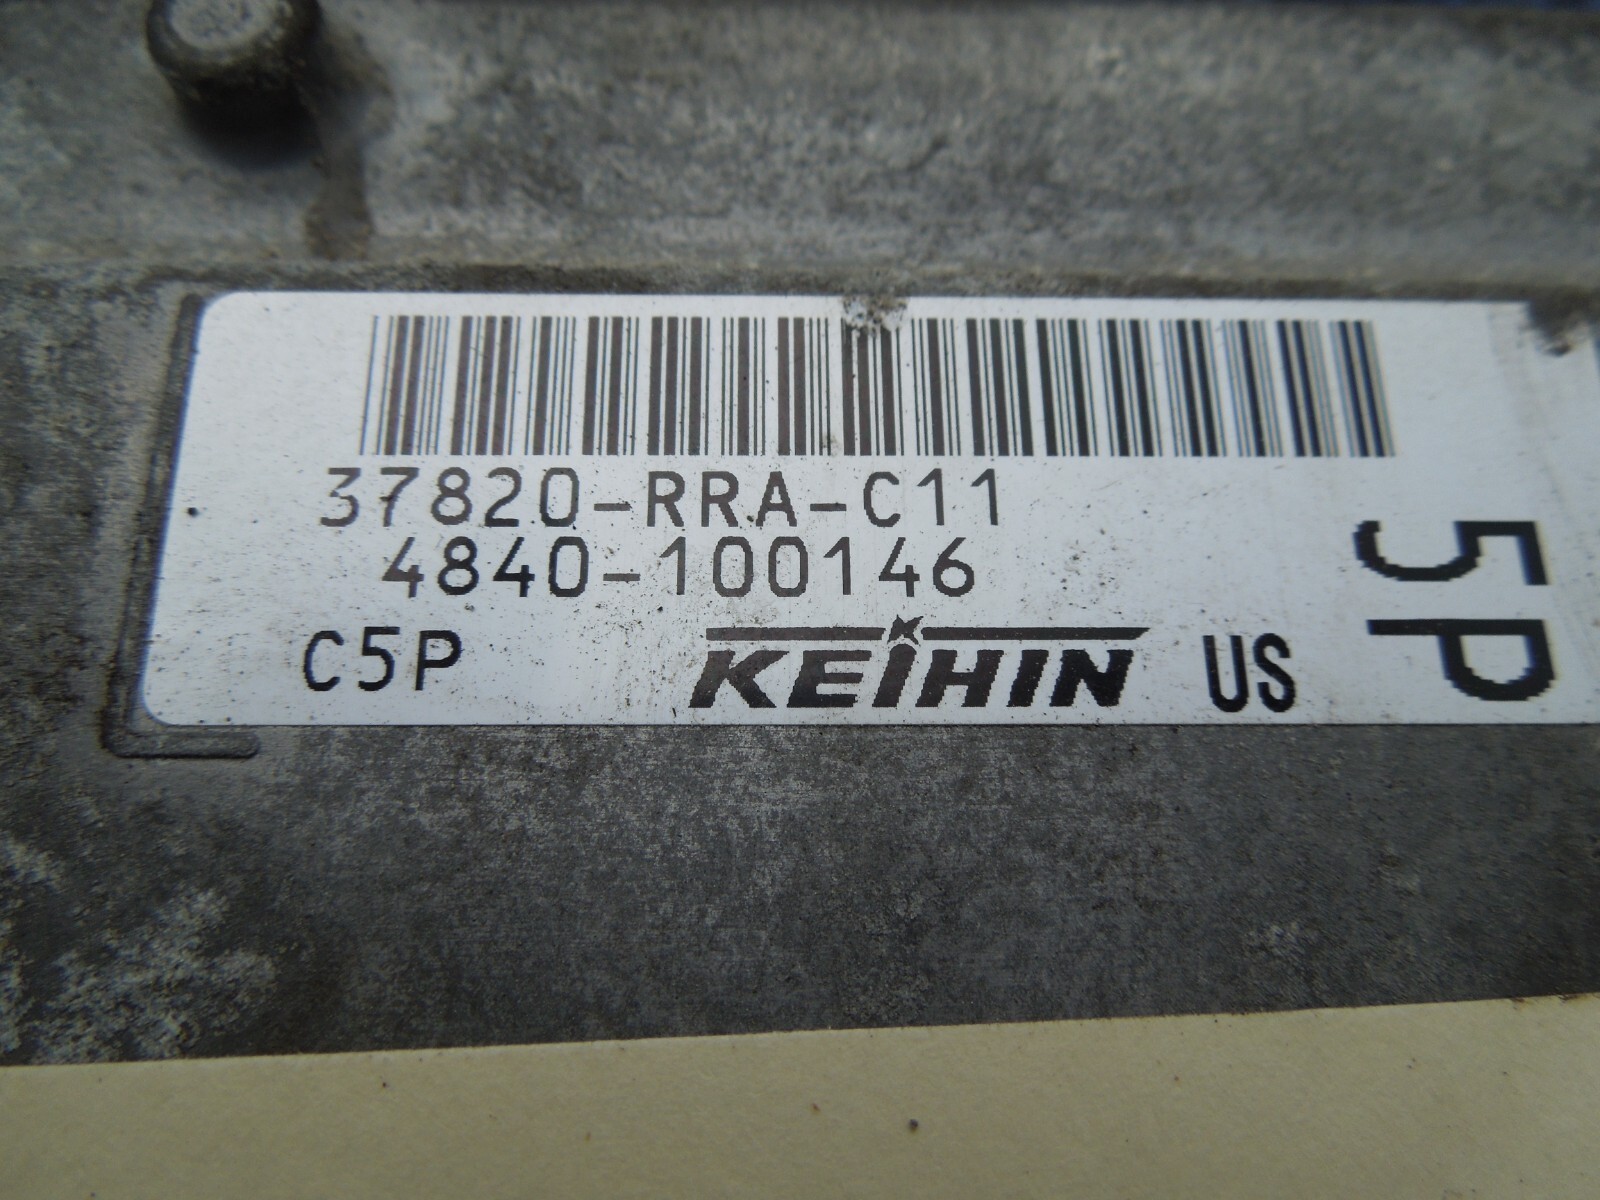 37820-RRA-C11
4840-100146
C5P KEIHIN US
5P